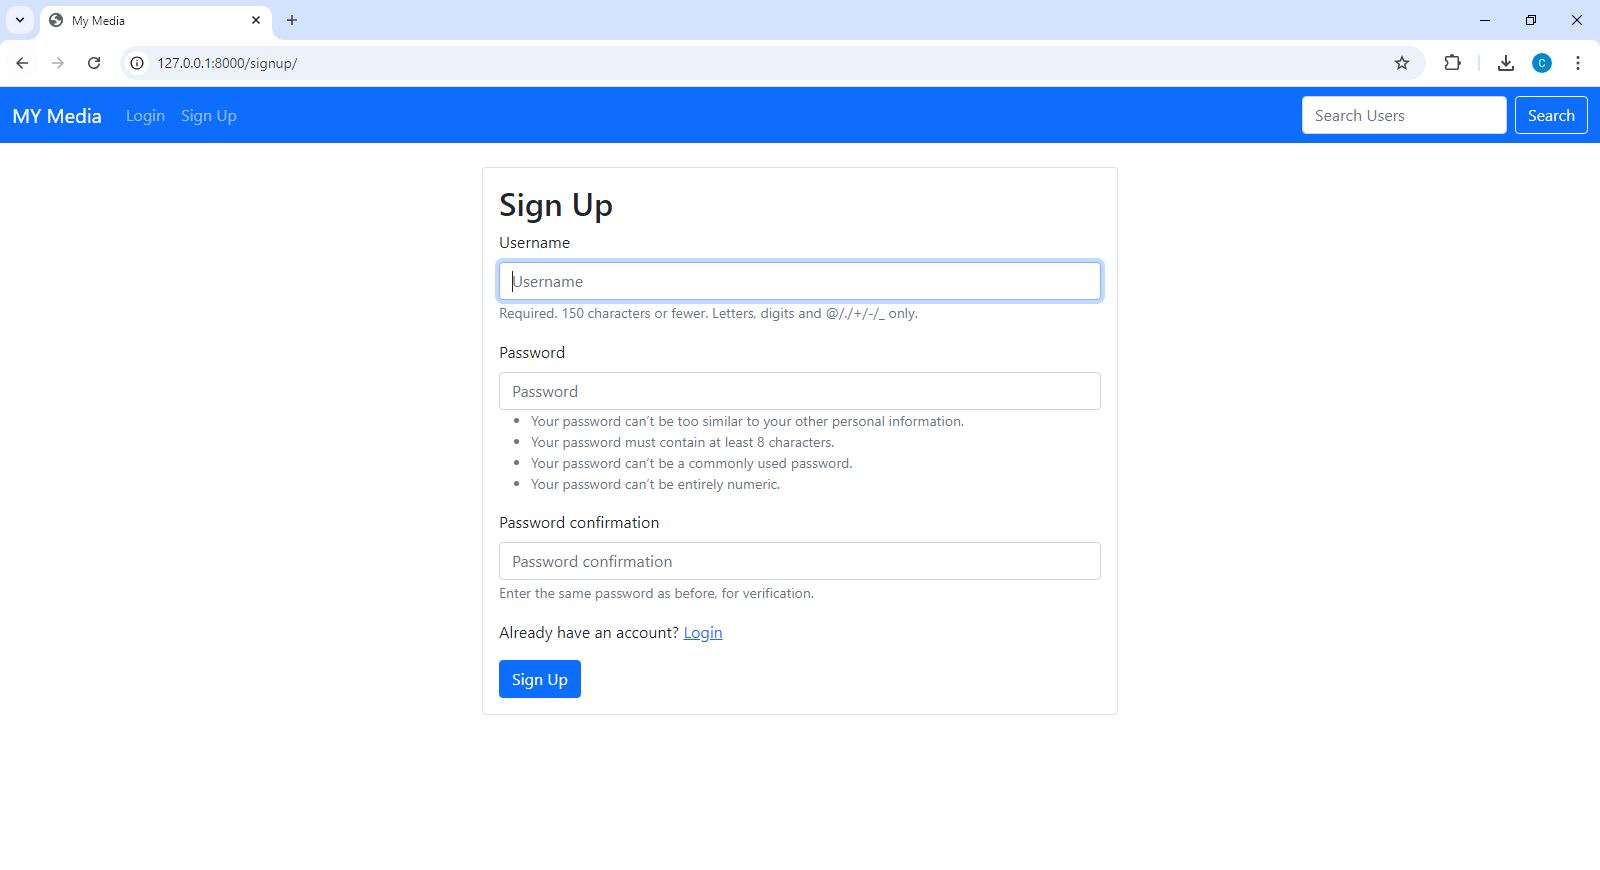 My Media
127.0.0.1:8000/signup/
C
MY Media Login Sign Up Search Users Search
Sign Up
Username
Username
Required. 150 characters or fewer. Letters, digits and @/./+/-/_ only.
Password
Password
Your password can’t be too similar to your other personal information.
Your password must contain at least 8 characters.
Your password can’t be a commonly used password.
Your password can’t be entirely numeric.
Password confirmation
Password confirmation
Enter the same password as before, for verification.
Already have an account? Login
Sign Up